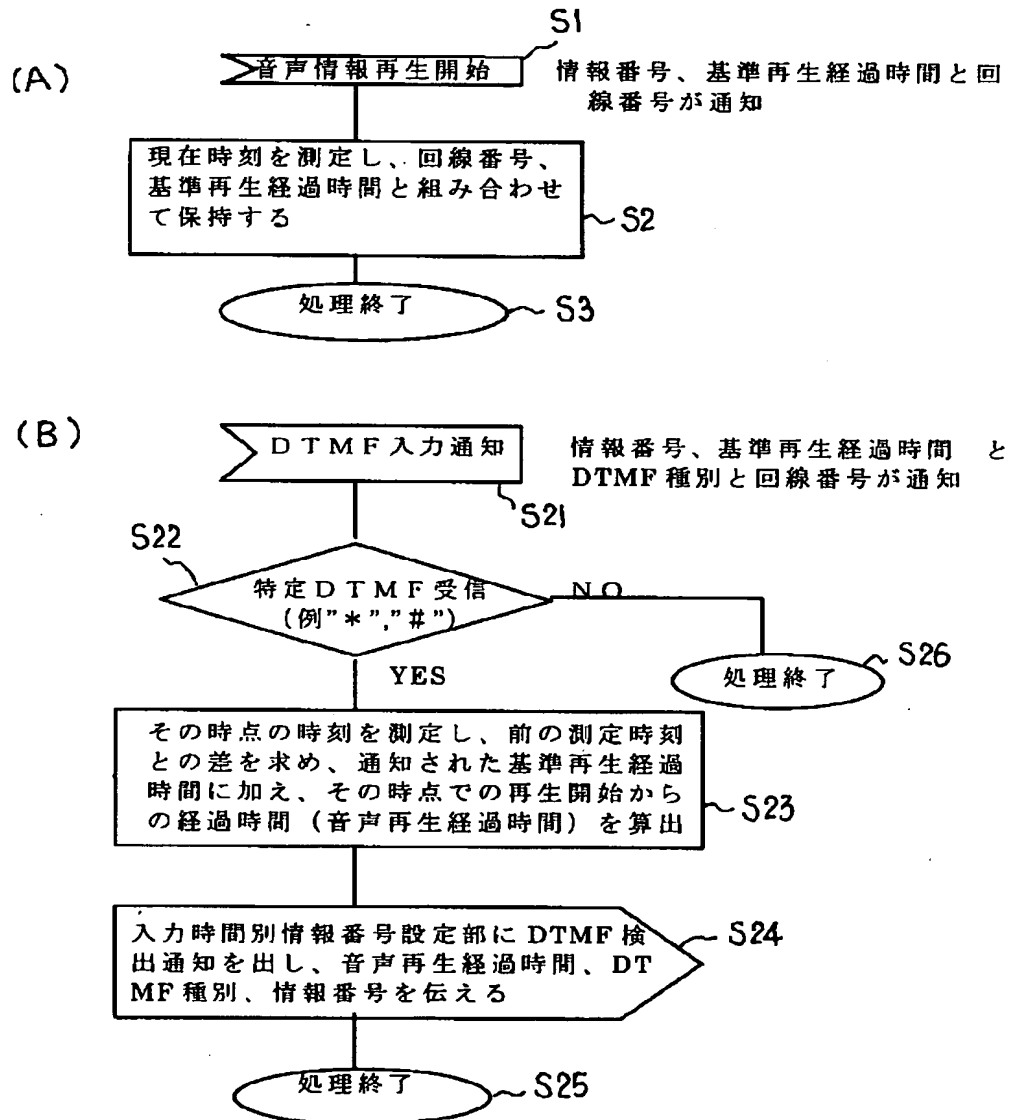 S1
(A)
音声情報再生開始
情報番号、基準再生経過時間と回
線番号が通知
現在時刻を測定し、回線番号、
基準再生経過時間と組み合わせ
て保持する
S2
処理終了
S3
(B)
DTMF入力通知
情報番号、基準再生経過時間 と
DTMF種別と回線番号が通知
S21
S22
特定DTMF受信
(例”*”,”#”)
NO
YES
処理終了
S26
その時点の時刻を測定し、前の測定時刻
との差を求め、通知された基準再生経過
時間に加え、その時点での再生開始から
の経過時間（音声再生経過時間）を算出
S23
入力時間別情報番号設定部にDTMF検
出通知を出し、音声再生経過時間、DT
MF種別、情報番号を伝える
S24
処理終了
S25